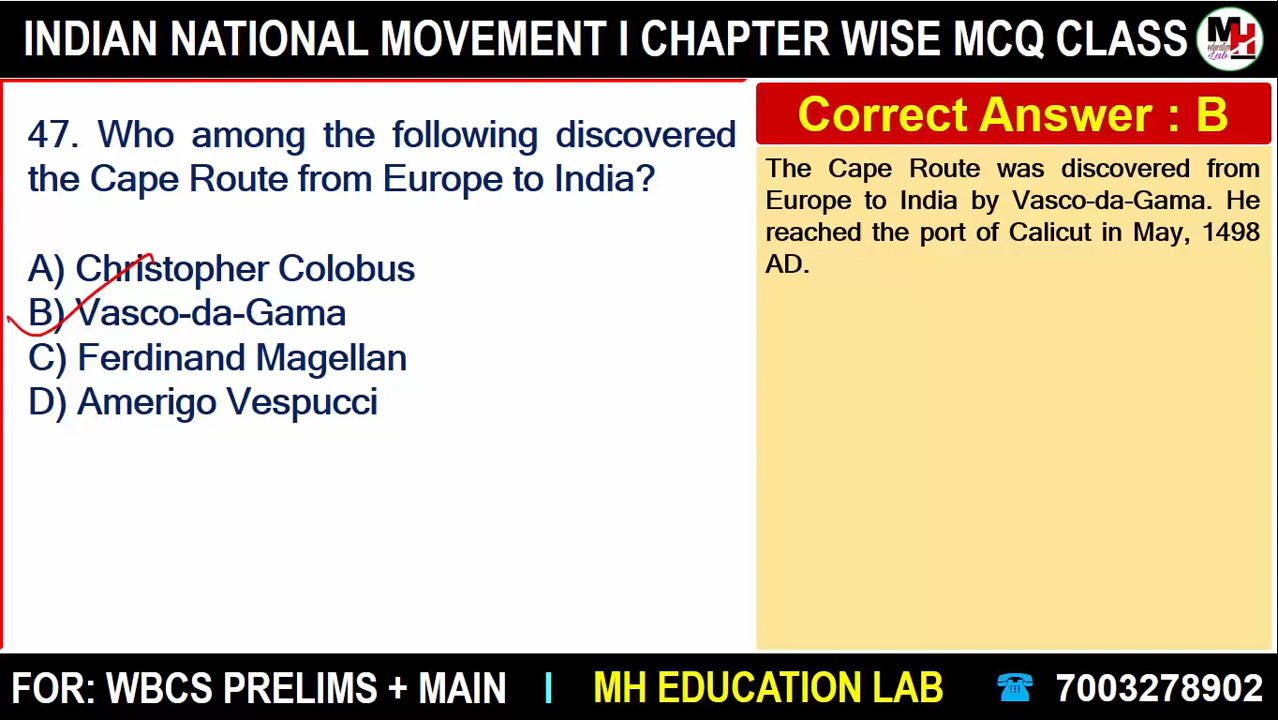 INDIAN NATIONAL MOVEMENT I CHAPTER WISE MCQ CLASS
MH
education
Lab
47. Who among the following discovered
the Cape Route from Europe to India?
A) Christopher Colobus
B) Vasco-da-Gama
C) Ferdinand Magellan
D) Amerigo Vespucci
Correct Answer : B
The Cape Route was discovered from
Europe to India by Vasco-da-Gama. He
reached the port of Calicut in May, 1498
AD.
FOR: WBCS PRELIMS + MAIN I MH EDUCATION LAB ☎ 7003278902